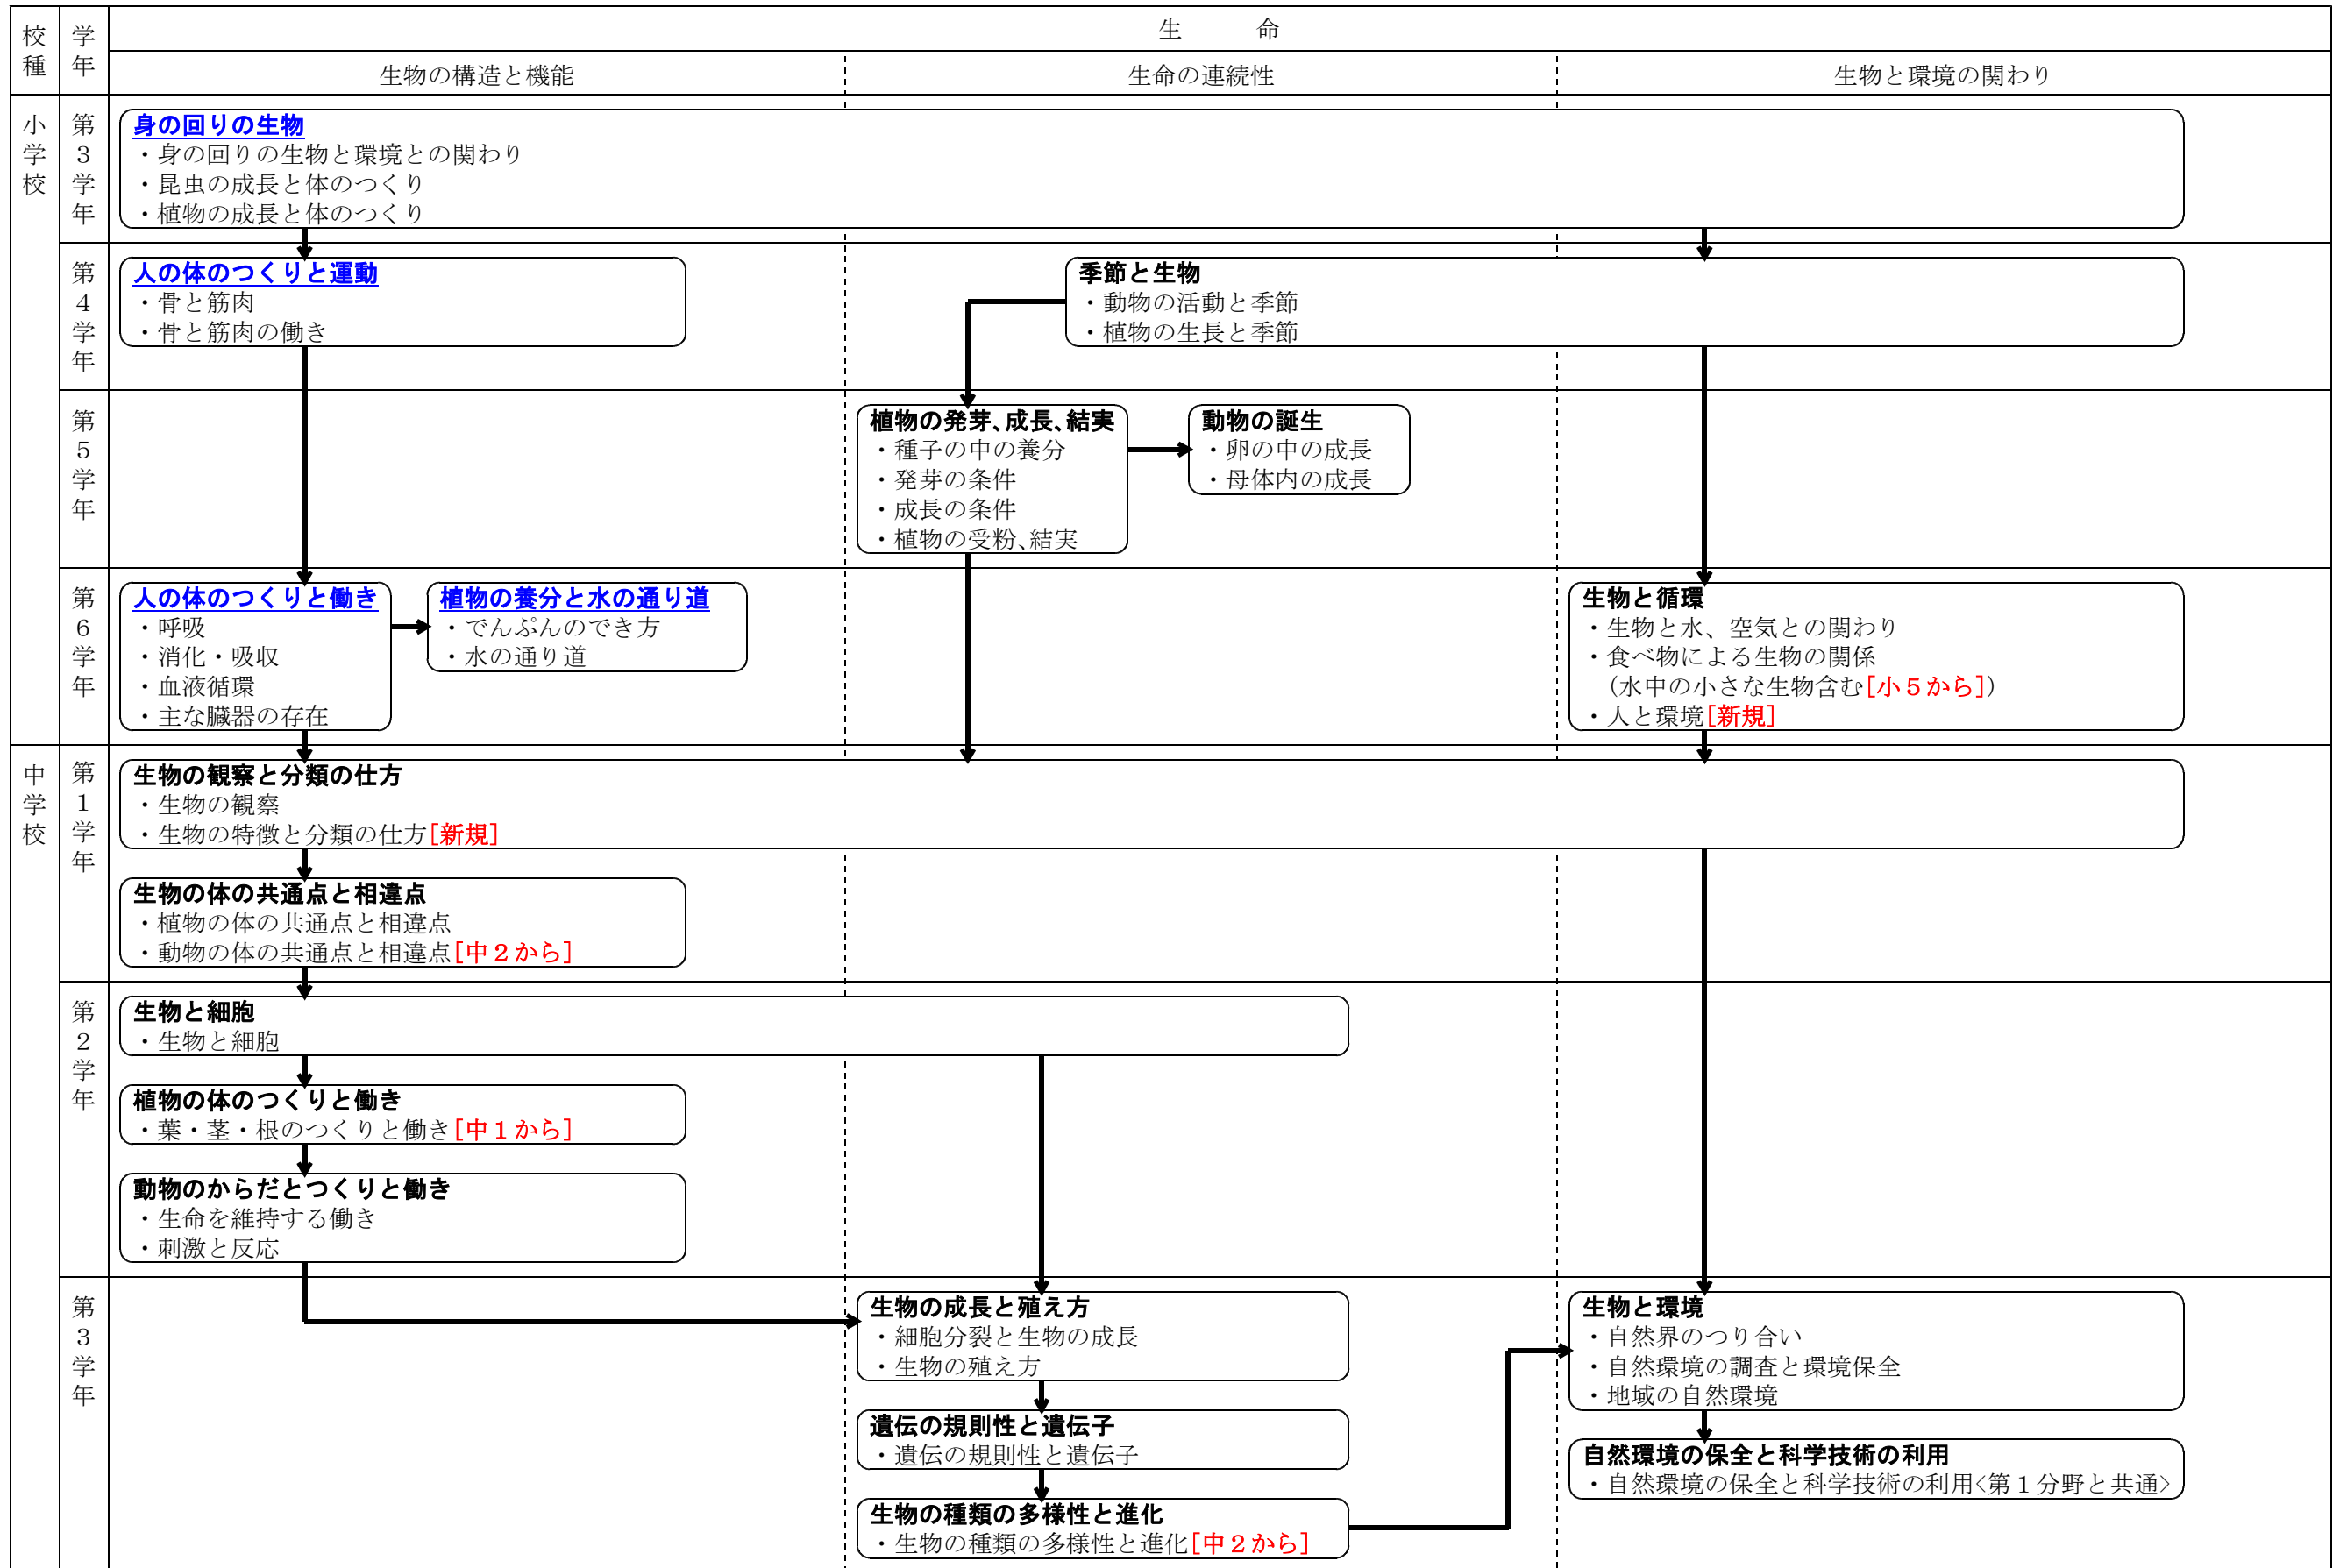 校種
学年
生　命
生物の構造と機能
生命の連続性
生物と環境の関わり
小学校
第3学年
身の回りの生物
・身の回りの生物と環境との関わり
・昆虫の成長と体のつくり
・植物の成長と体のつくり
第4学年
人の体のつくりと運動
・骨と筋肉
・骨と筋肉の働き
季節と生物
・動物の活動と季節
・植物の生長と季節
第5学年
植物の発芽、成長、結実
・種子の中の養分
・発芽の条件
・成長の条件
・植物の受粉、結実
動物の誕生
・卵の中の成長
・母体内の成長
第6学年
人の体のつくりと働き
・呼吸
・消化・吸収
・血液循環
・主な臓器の存在
植物の養分と水の通り道
・でんぷんのでき方
・水の通り道
生物と循環
・生物と水、空気との関わり
・食べ物による生物の関係
（水中の小さな生物含む[小５から]）
・人と環境[新規]
中学校
第1学年
生物の観察と分類の仕方
・生物の観察
・生物の特徴と分類の仕方[新規]
生物の体の共通点と相違点
・植物の体の共通点と相違点
・動物の体の共通点と相違点[中２から]
第2学年
生物と細胞
・生物と細胞
植物の体のつくりと働き
・葉・茎・根のつくりと働き[中１から]
動物のからだとつくりと働き
・生命を維持する働き
・刺激と反応
第3学年
生物の成長と殖え方
・細胞分裂と生物の成長
・生物の殖え方
遺伝の規則性と遺伝子
・遺伝の規則性と遺伝子
生物の種類の多様性と進化
・生物の種類の多様性と進化[中２から]
生物と環境
・自然界のつり合い
・自然環境の調査と環境保全
・地域の自然環境
自然環境の保全と科学技術の利用
・自然環境の保全と科学技術の利用<第１分野と共通>